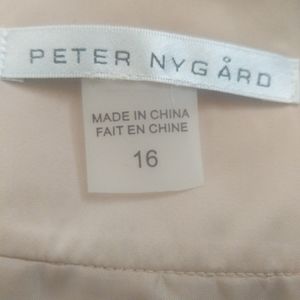 PETER NYGÅRD
MADE IN CHINA
FAIT EN CHINE
16